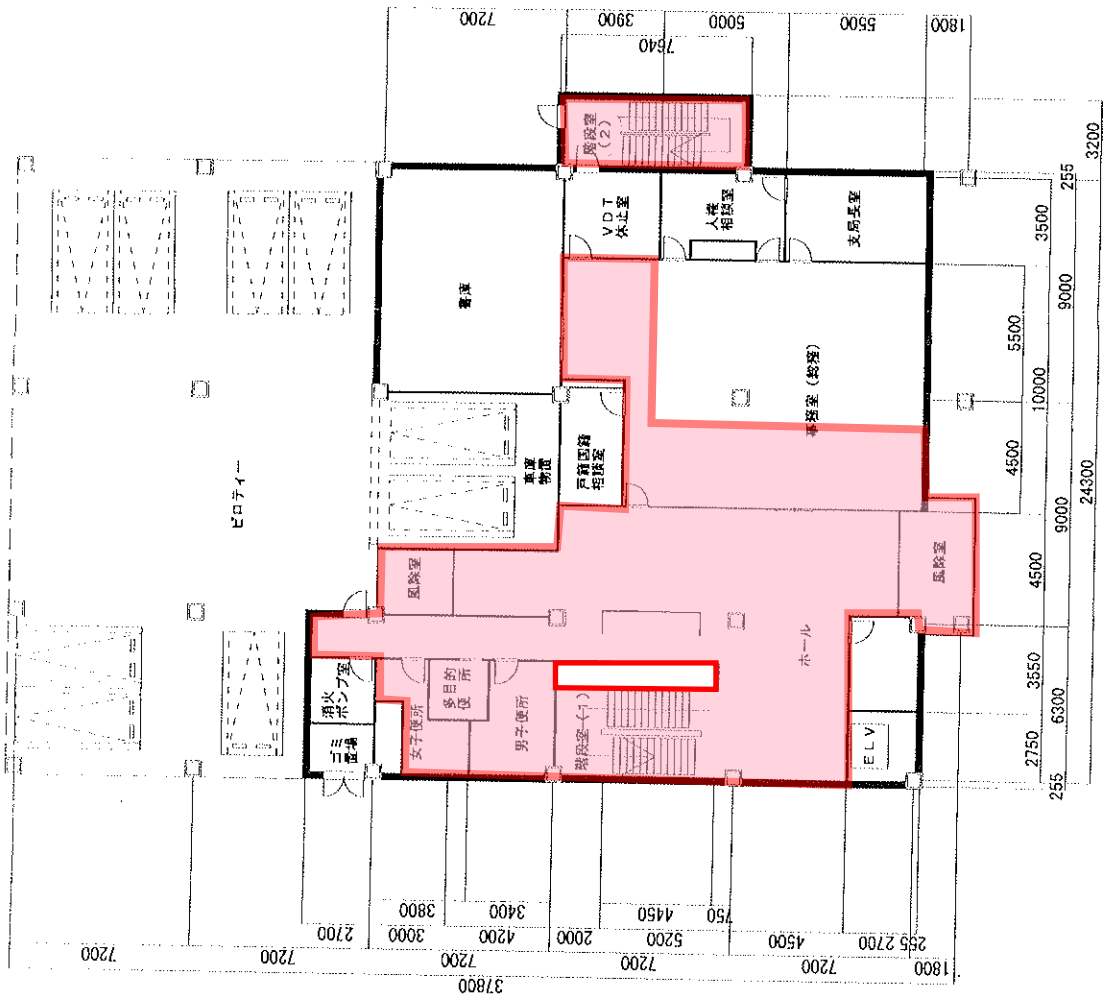 7200
3900
5000
5500
1800
7640
階段室
(2)
3200
255
3500
9000
5500
10000
4500
24300
9000
4500
3550
6300
2750
255
VDT
休止室
人権
相談室
支局長室
書庫
事務室(総務)
車庫
物置
戸籍国籍
相談室
ピロティー
風除室
風除室
ホール
消火
ポンプ室
ゴミ
置場
女子便所
多目的
便所
男子便所
階段室(1)
ELV
3800
3400
4450
750
2700
3000
4200
2000
5200
4500
2700
255
7200
7200
7200
7200
7200
1800
37800